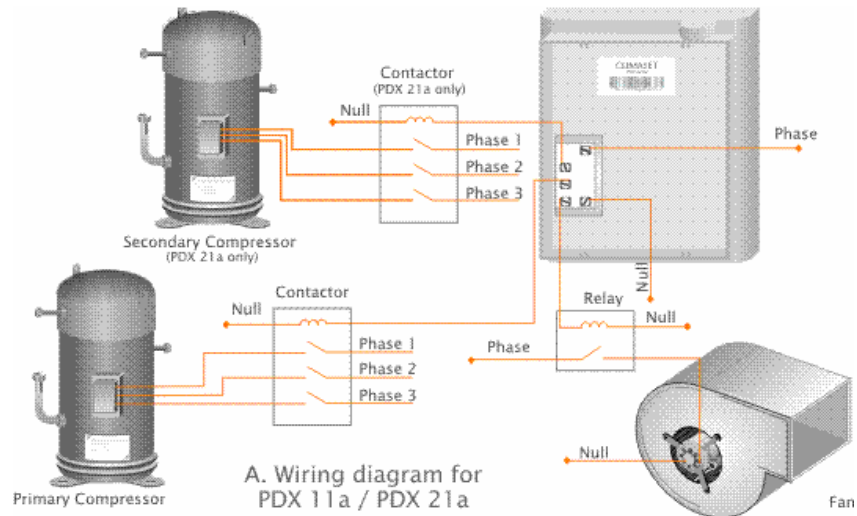 Contactor
(PDX 21a only)
CLIMASET
Null
Phase 1
Phase 2
Phase 3
Phase
Secondary Compressor
(PDX 21a only)
Null
Contactor
Relay
Null
Null
Phase 1
Phase 2
Phase 3
Phase
Null
A. Wiring diagram for
PDX 11a / PDX 21a
Primary Compressor
Fan